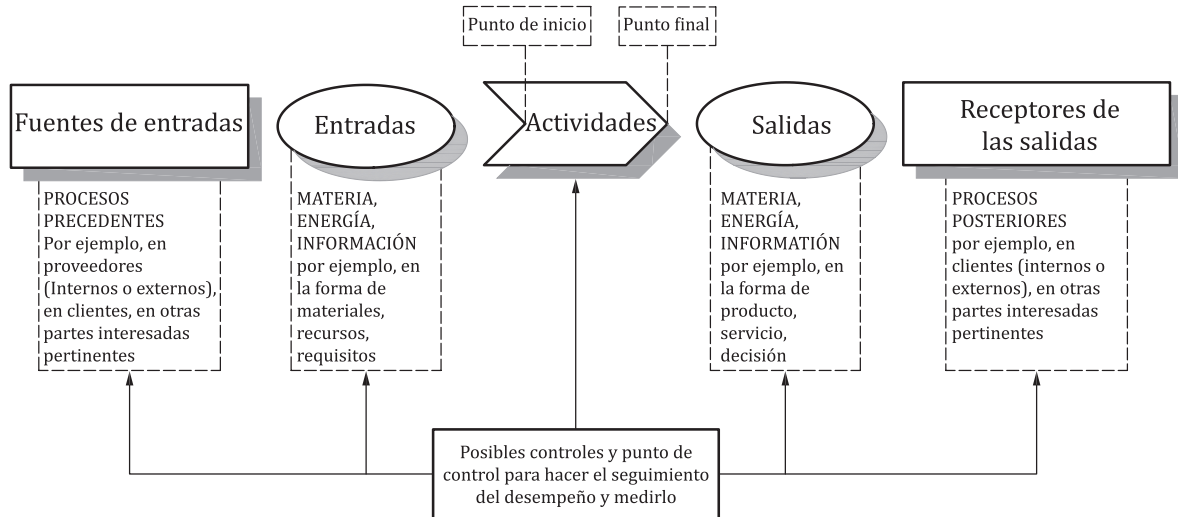 Punto de inicio
Punto final
Fuentes de entradas
Entradas
Actividades
Salidas
Receptores de
las salidas
PROCESOS
PRECEDENTES
Por ejemplo, en
proveedores
(Internos o externos),
en clientes, en otras
partes interesadas
pertinentes
MATERIA,
ENERGÍA,
INFORMACIÓN
por ejemplo, en
la forma de
materiales,
recursos,
requisitos
MATERIA,
ENERGÍA,
INFORMATIÓN
por ejemplo, en
la forma de
producto,
servicio,
decisión
PROCESOS
POSTERIORES
por ejemplo, en
clientes (internos o
externos), en otras
partes interesadas
pertinentes
Posibles controles y punto de
control para hacer el seguimiento
del desempeño y medirlo